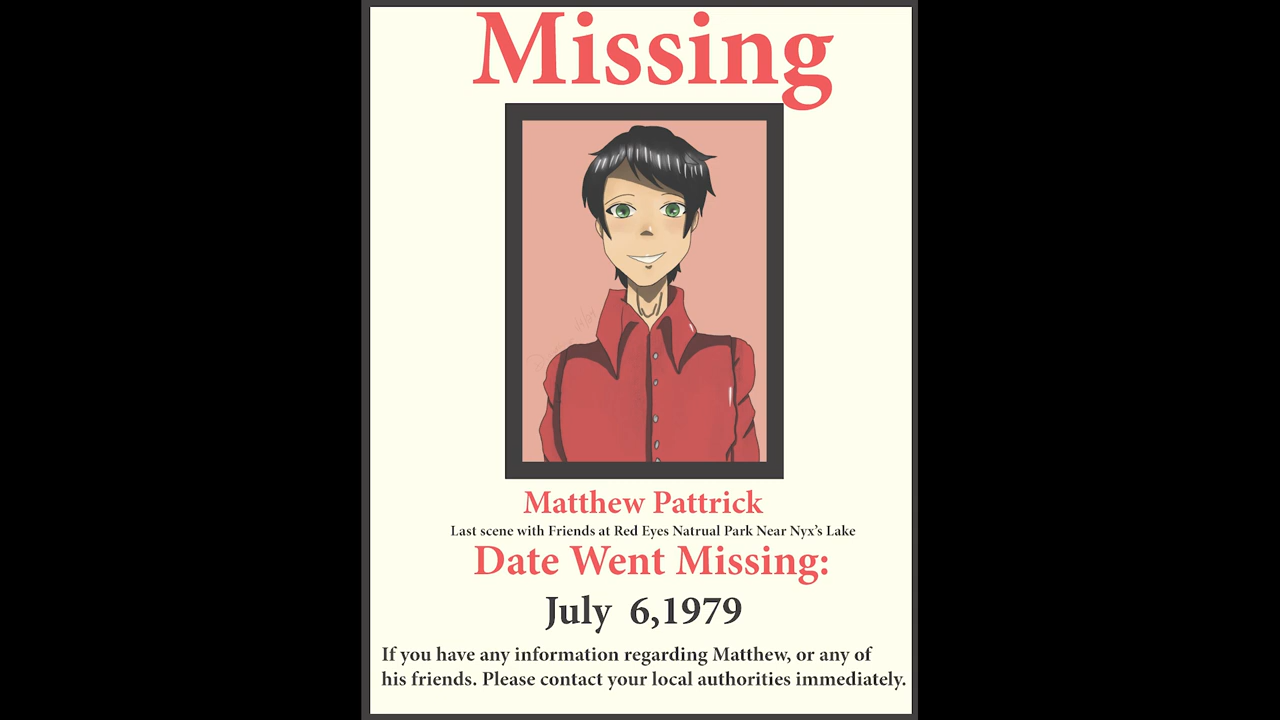 Missing
Matthew Pattrick
Last scene with Friends at Red Eyes Natrual Park Near Nyx's Lake
Date Went Missing:
July 6,1979
If you have any information regarding Matthew, or any of
his friends. Please contact your local authorities immediately.